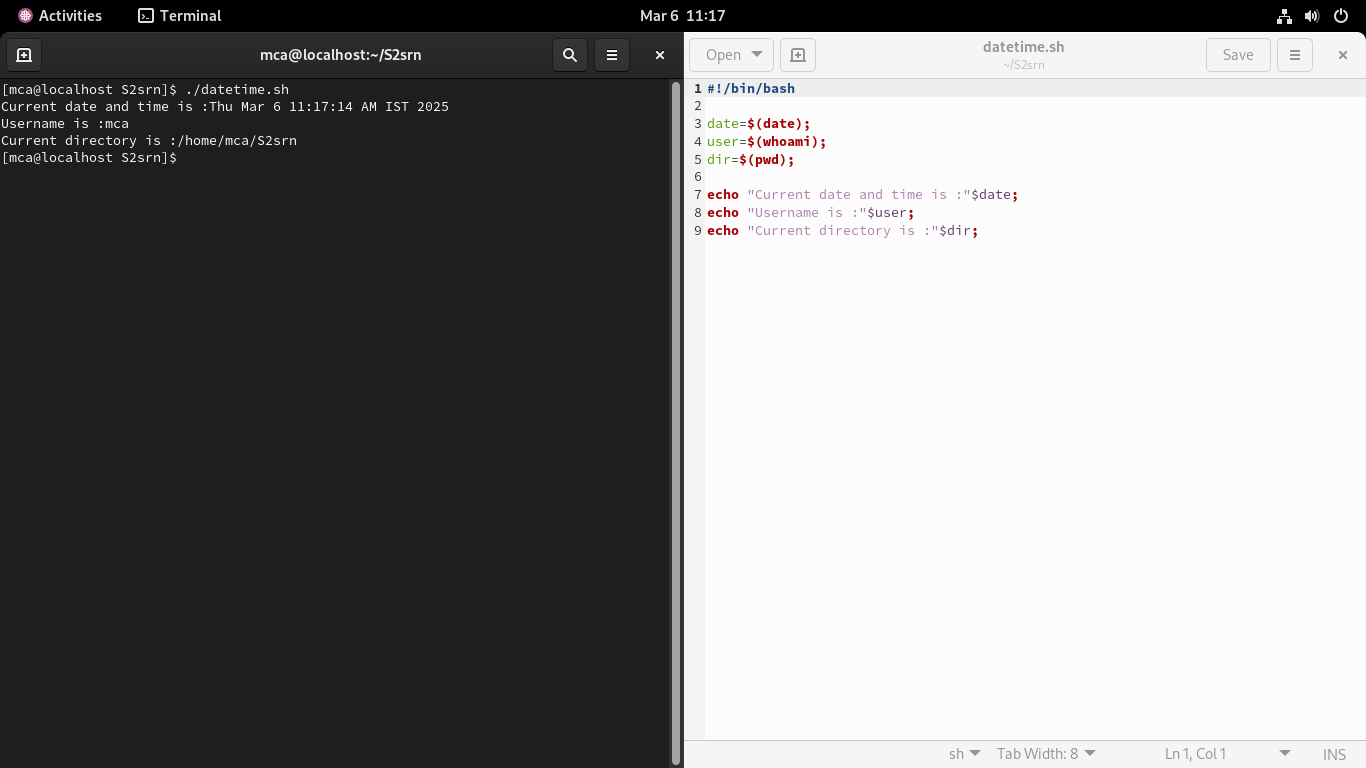 Activities Terminal Mar 6 11:17
mca@localhost:~/S2srn
[mca@localhost S2srn]$ ./datetime.sh
Current date and time is :Thu Mar 6 11:17:14 AM IST 2025
Username is :mca
Current directory is :/home/mca/S2srn
[mca@localhost S2srn]$
Open datetime.sh Save
~/S2srn
1 #!/bin/bash
2
3 date=$(date);
4 user=$(whoami);
5 dir=$(pwd);
6
7 echo "Current date and time is :"$date;
8 echo "Username is :"$user;
9 echo "Current directory is :"$dir;
sh Tab Width: 8 Ln 1, Col 1 INS